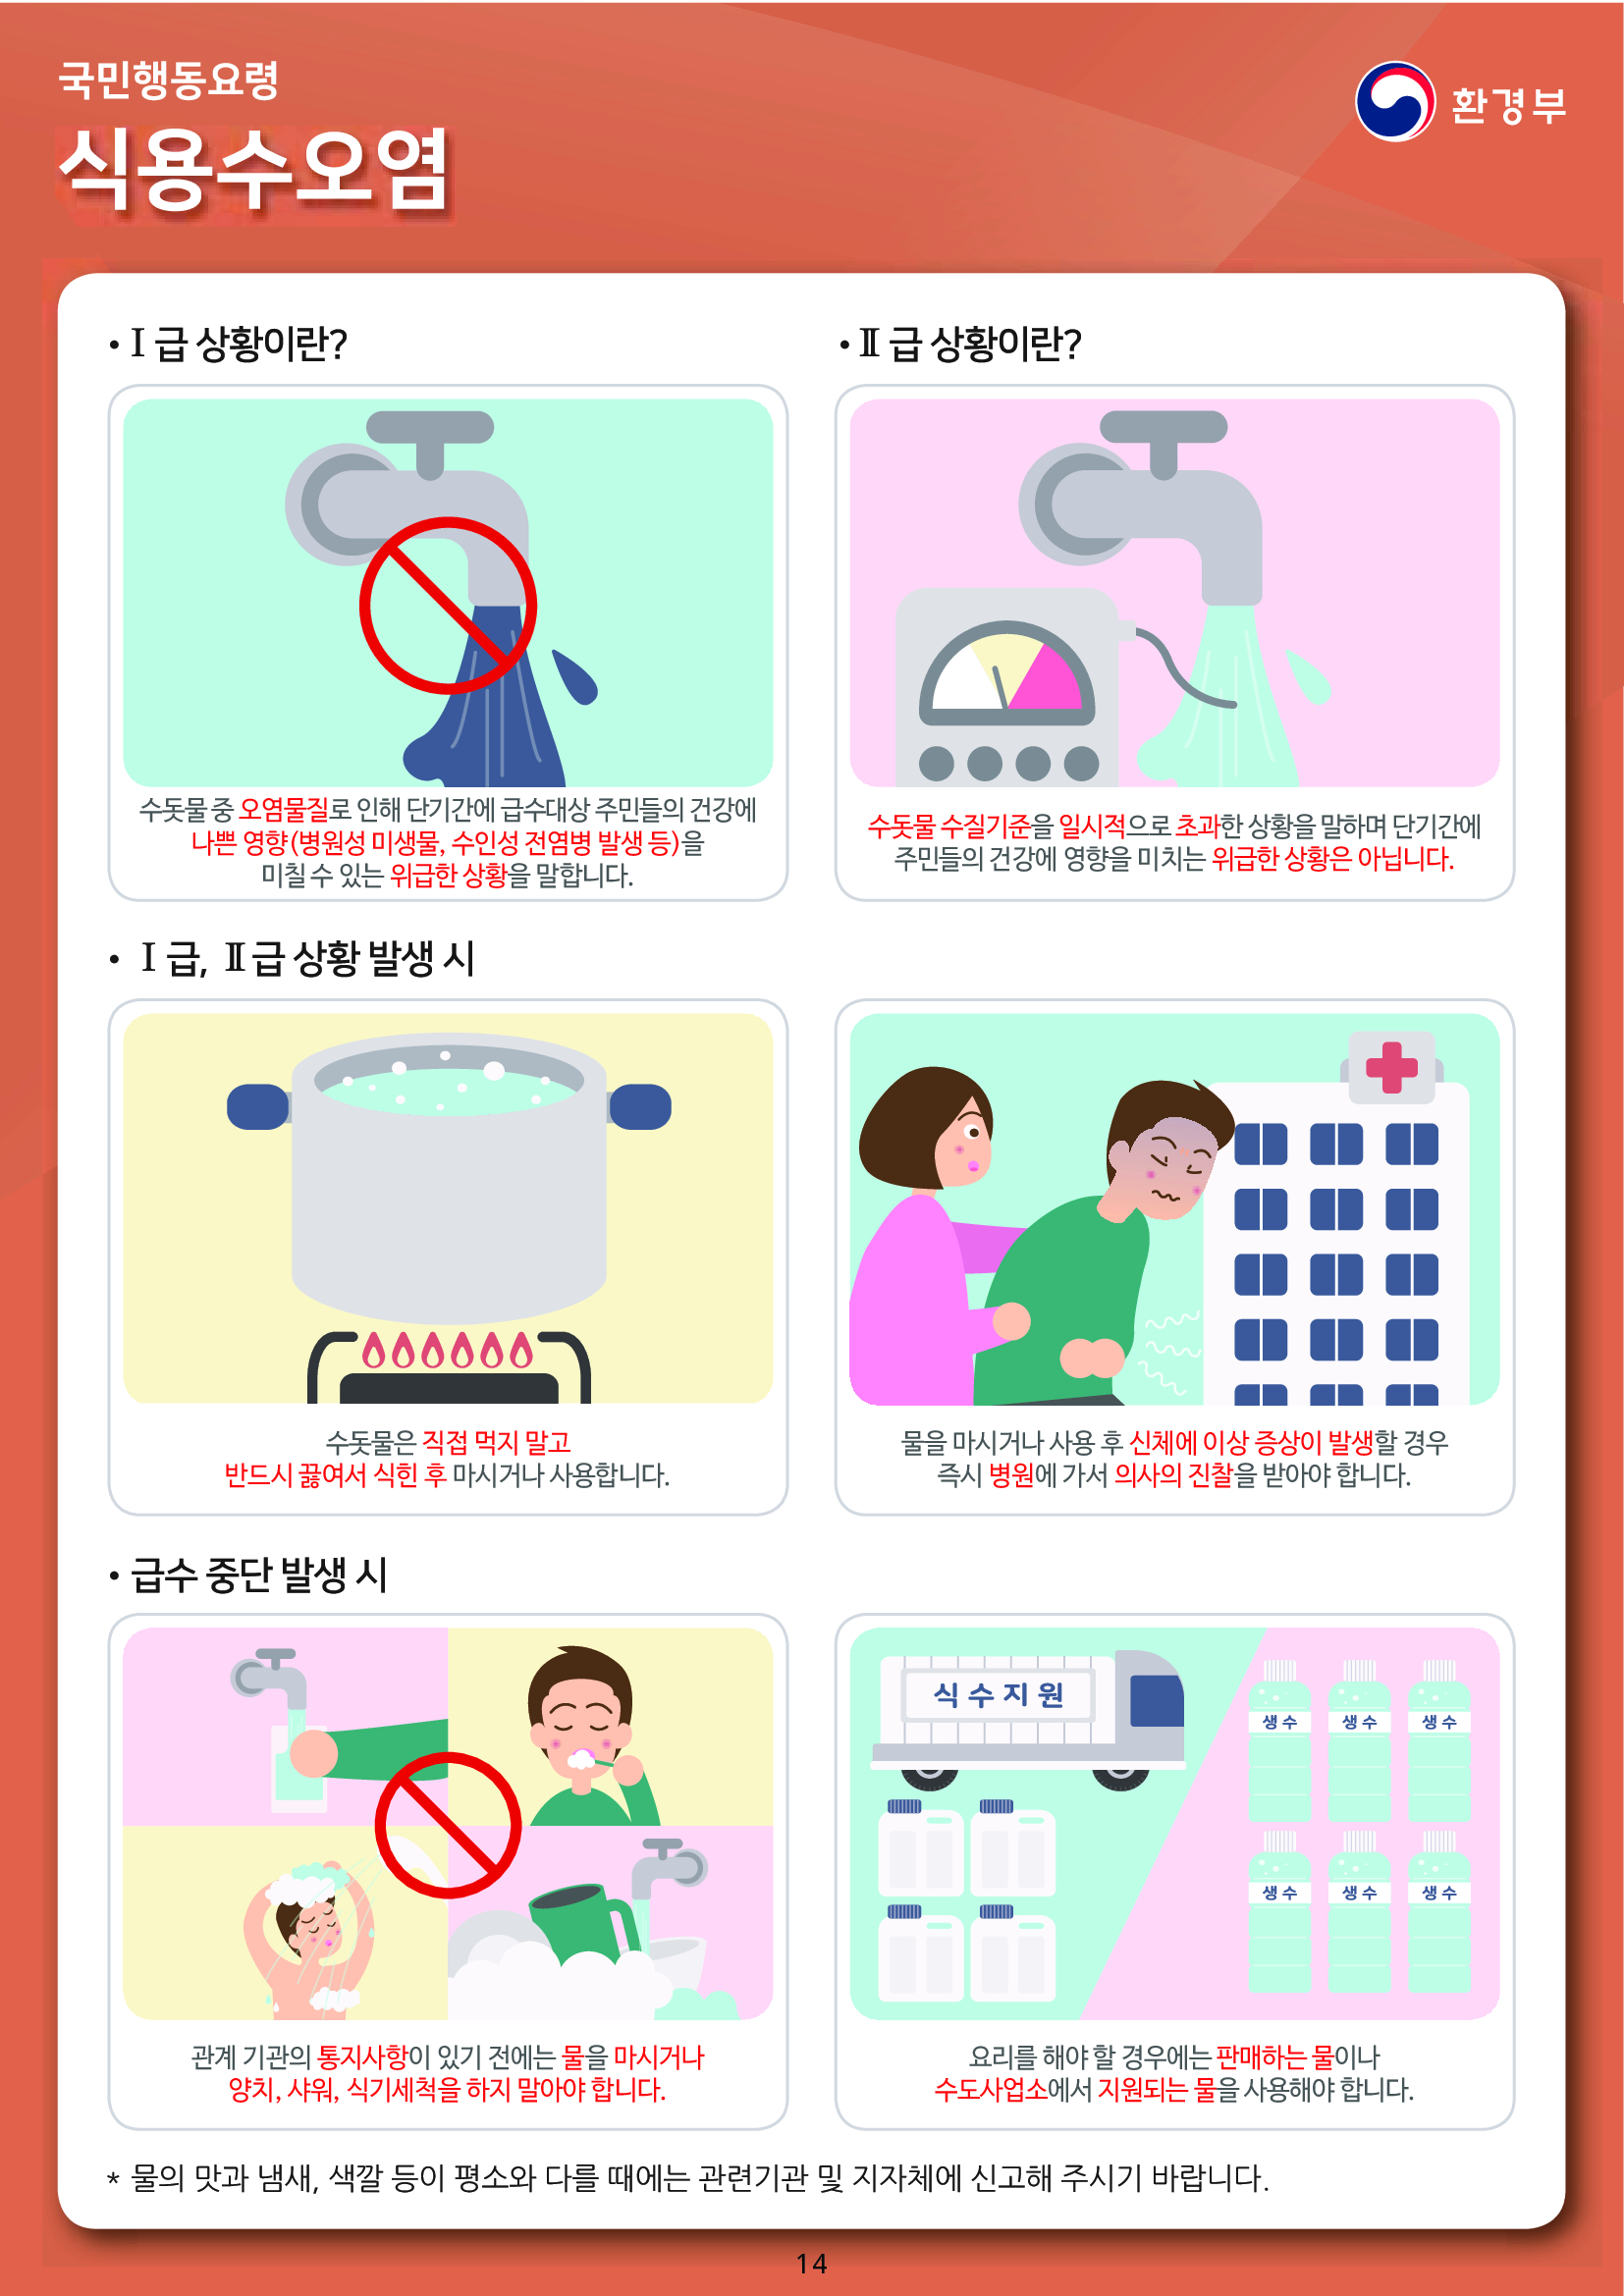 국민행동요령
식용수오염
환경부
• Ⅰ급 상황이란?
수돗물 중 오염물질로 인해 단기간에 급수대상 주민들의 건강에
나쁜 영향(병원성 미생물, 수인성 전염병 발생 등)을
미칠 수 있는 위급한 상황을 말합니다.
• Ⅱ급 상황이란?
수돗물 수질기준을 일시적으로 초과한 상황을 말하며 단기간에
주민들의 건강에 영향을 미치는 위급한 상황은 아닙니다.
• Ⅰ급, Ⅱ급 상황 발생 시
수돗물은 직접 먹지 말고
반드시 끓여서 식힌 후 마시거나 사용합니다.
물을 마시거나 사용 후 신체에 이상 증상이 발생할 경우
즉시 병원에 가서 의사의 진찰을 받아야 합니다.
• 급수 중단 발생 시
관계 기관의 통지사항이 있기 전에는 물을 마시거나
양치, 샤워, 식기세척을 하지 말아야 합니다.
식수지원
생수 생수 생수
생수 생수 생수
요리를 해야 할 경우에는 판매하는 물이나
수도사업소에서 지원되는 물을 사용해야 합니다.
* 물의 맛과 냄새, 색깔 등이 평소와 다를 때에는 관련기관 및 지자체에 신고해 주시기 바랍니다.
14